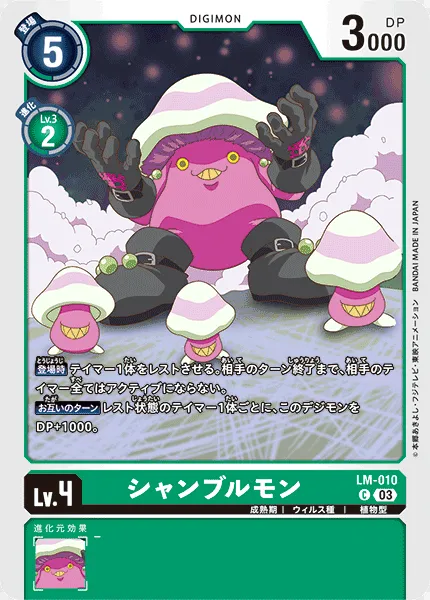 DIGIMON
登場
5
DP
3000
進化
Lv.3
2
BANDAI MADE IN JAPAN
© 本郷あきよし・フジテレビ・東映アニメーション
登場時 テイマー1体をレストさせる。相手のターン終了まで、相手のテ
イマー全てはアクティブにならない。
お互いのターン レスト状態のテイマー1体ごとに、このデジモンを
DP+1000。
Lv.4
シャンブルモン
LM-010
C 03
成熟期 | ウィルス種 | 植物型
進化元効果